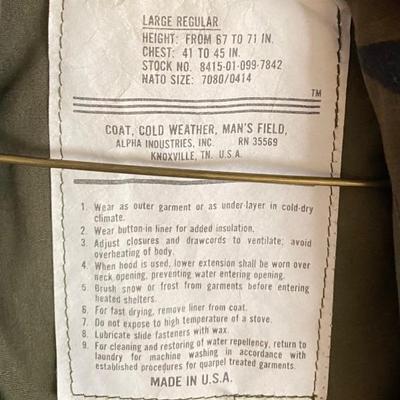 LARGE REGULAR
HEIGHT: FROM 67 TO 71 IN.
CHEST: 41 TO 45 IN.
STOCK NO. 8415-01-099-7842
NATO SIZE: 7080/0414
TM
COAT, COLD WEATHER, MAN'S FIELD,
ALPHA INDUSTRIES, INC. RN 35569
KNOXVILLE, TN. U.S.A.
1. Wear as outer garment or as under-layer in cold-dry
climate.
2. Wear button-in liner for added insulation.
3. Adjust closures and drawcords to ventilate; avoid
overheating of body.
4. When hood is used, lower extension shall be worn over
neck opening, preventing water entering opening.
5. Brush snow or frost from garments before entering
heated shelters.
6. For fast drying, remove liner from coat.
7. Do not expose to high temperature of a stove.
8. Lubricate slide fasteners with wax.
9. For cleaning and restoring of water repellency, return to
laundry for machine washing in accordance with
established procedures for quarpel treated garments.
MADE IN U.S.A.